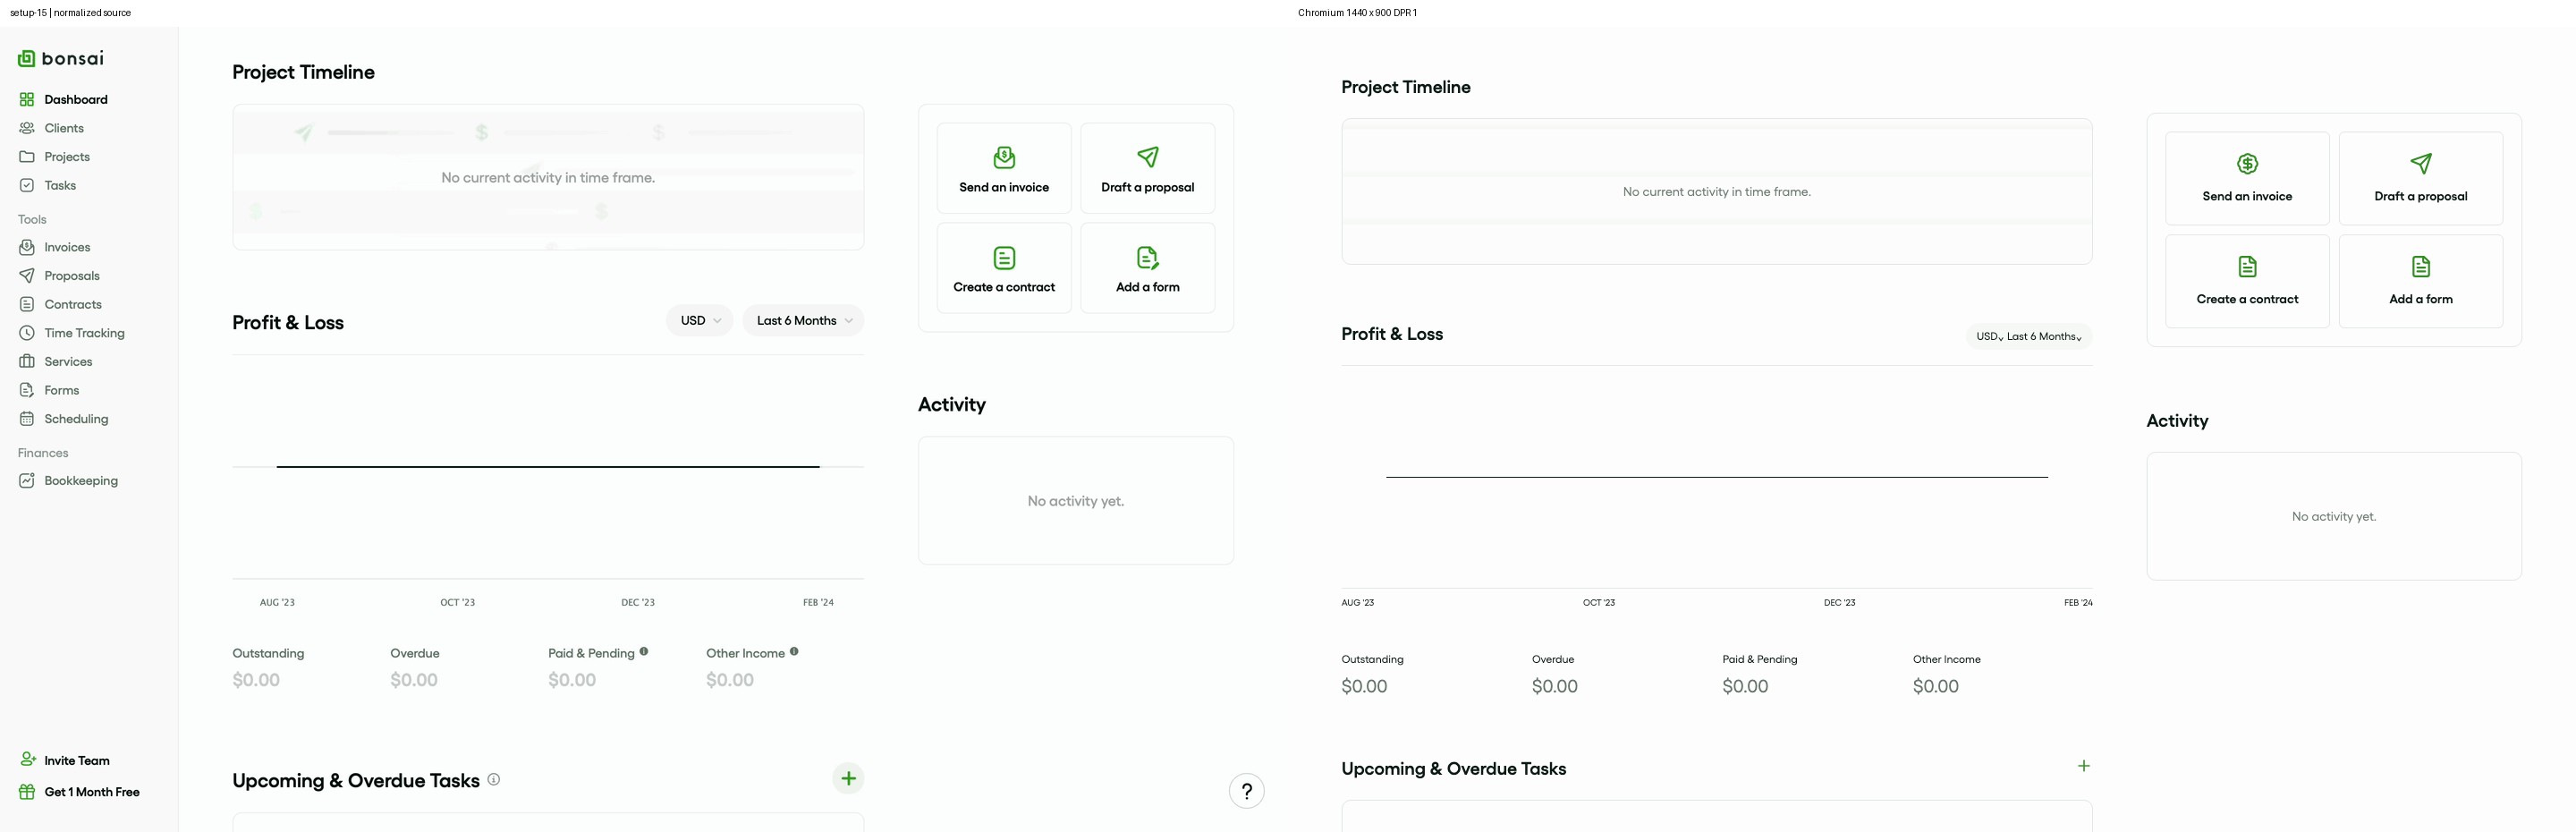 setup-15 | normalized source
Chromium 1440 x 900 DPR 1
bonsai
Dashboard
Clients
Projects
Tasks
Tools
Invoices
Proposals
Contracts
Time Tracking
Services
Forms
Scheduling
Finances
Bookkeeping
Invite Team
Get 1 Month Free
Project Timeline
No current activity in time frame.
Send an invoice
Draft a proposal
Create a contract
Add a form
Profit & Loss
USD
Last 6 Months
AUG '23
OCT '23
DEC '23
FEB '24
Outstanding
Overdue
Paid & Pending
Other Income
$0.00
$0.00
$0.00
$0.00
Activity
No activity yet.
Upcoming & Overdue Tasks
+
?
Project Timeline
No current activity in time frame.
Send an invoice
Draft a proposal
Create a contract
Add a form
Profit & Loss
USD Last 6 Months
AUG '23
OCT '23
DEC '23
FEB '24
Outstanding
Overdue
Paid & Pending
Other Income
$0.00
$0.00
$0.00
$0.00
Activity
No activity yet.
Upcoming & Overdue Tasks
+